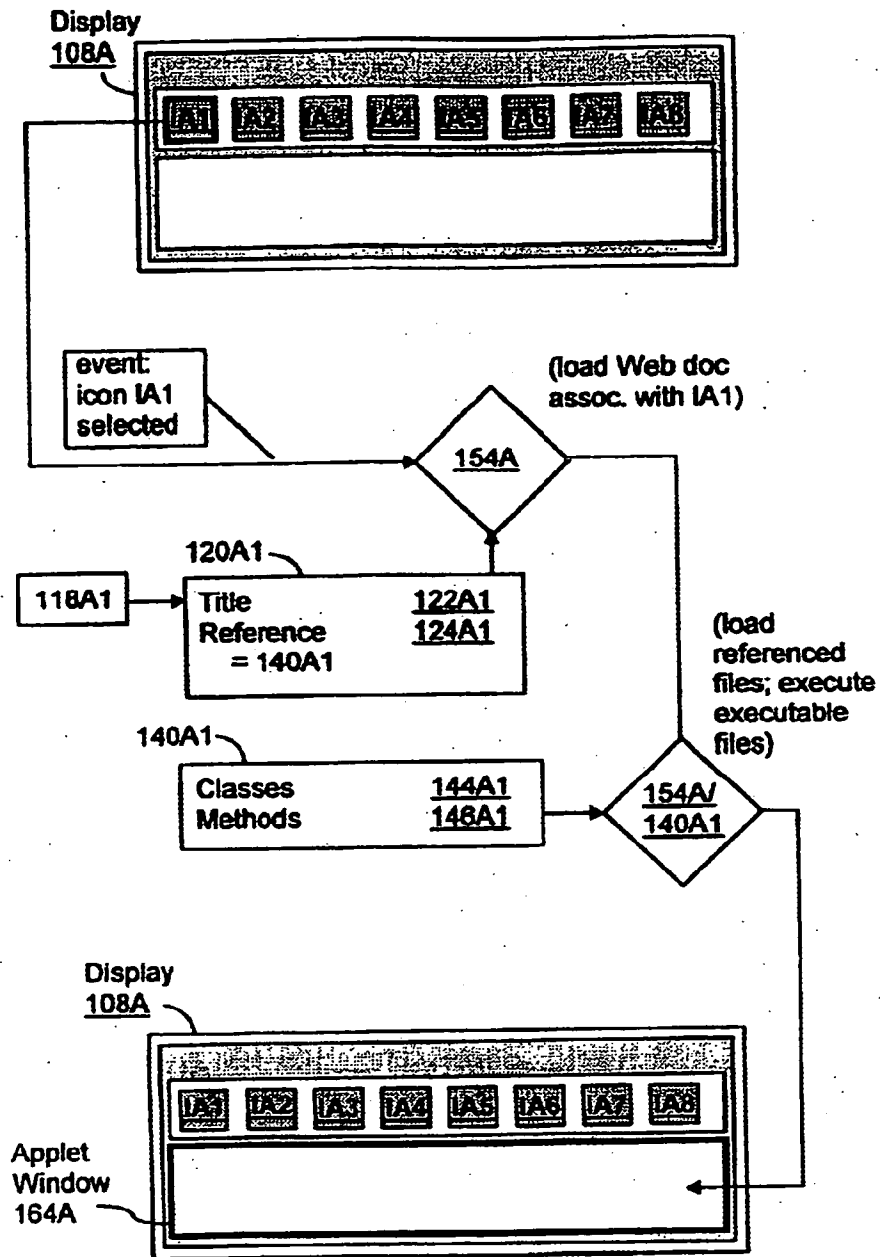 Display
108A
IA1 IA2 IA3 IA4 IA5 IA6 IA7 IA8
event:
icon IA1
selected
(load Web doc
assoc. with IA1)
154A
120A1
118A1
Title 122A1
Reference 124A1
= 140A1
(load
referenced
files; execute
executable
files)
140A1
Classes 144A1
Methods 146A1
154A/
140A1
Display
108A
IA1 IA2 IA3 IA4 IA5 IA6 IA7 IA8
Applet
Window
164A